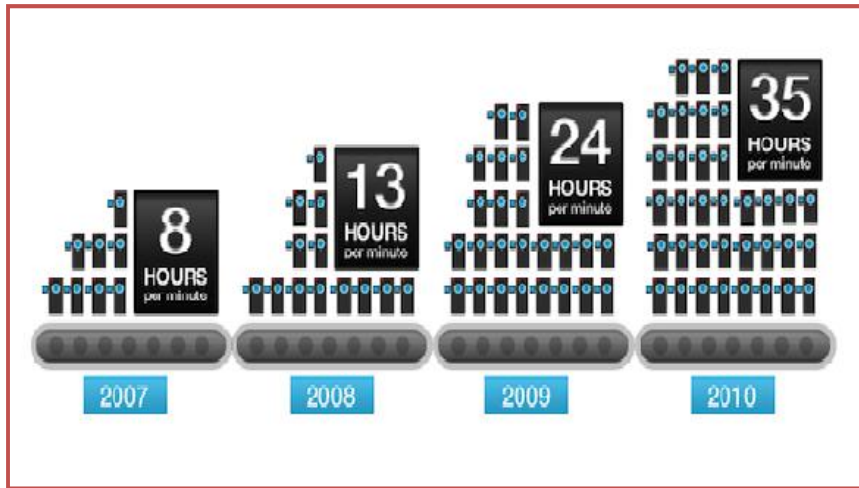 8
HOURS
per minute
13
HOURS
per minute
24
HOURS
per minute
35
HOURS
per minute
2007
2008
2009
2010